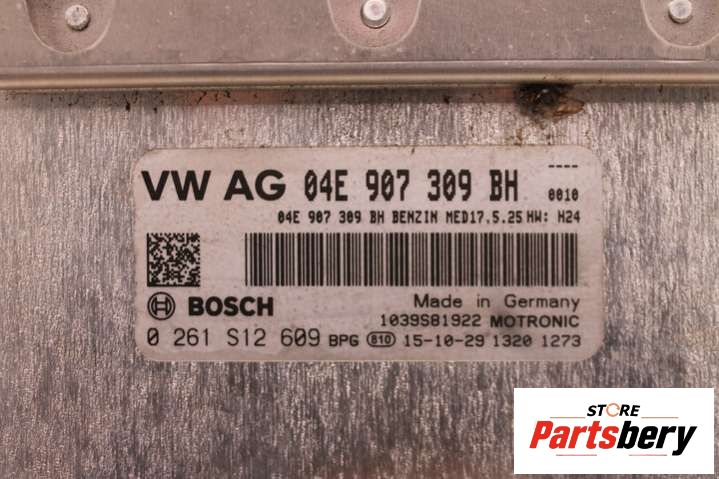 ----
VW AG 04E 907 309 BH 0010
04E 907 309 BH BENZIN MED17.5.25 HW: H24
BOSCH
Made in Germany
1039S81922 MOTRONIC
0 261 S12 609 BPG 810 15-10-29 1320 1273
STORE
Partsbery